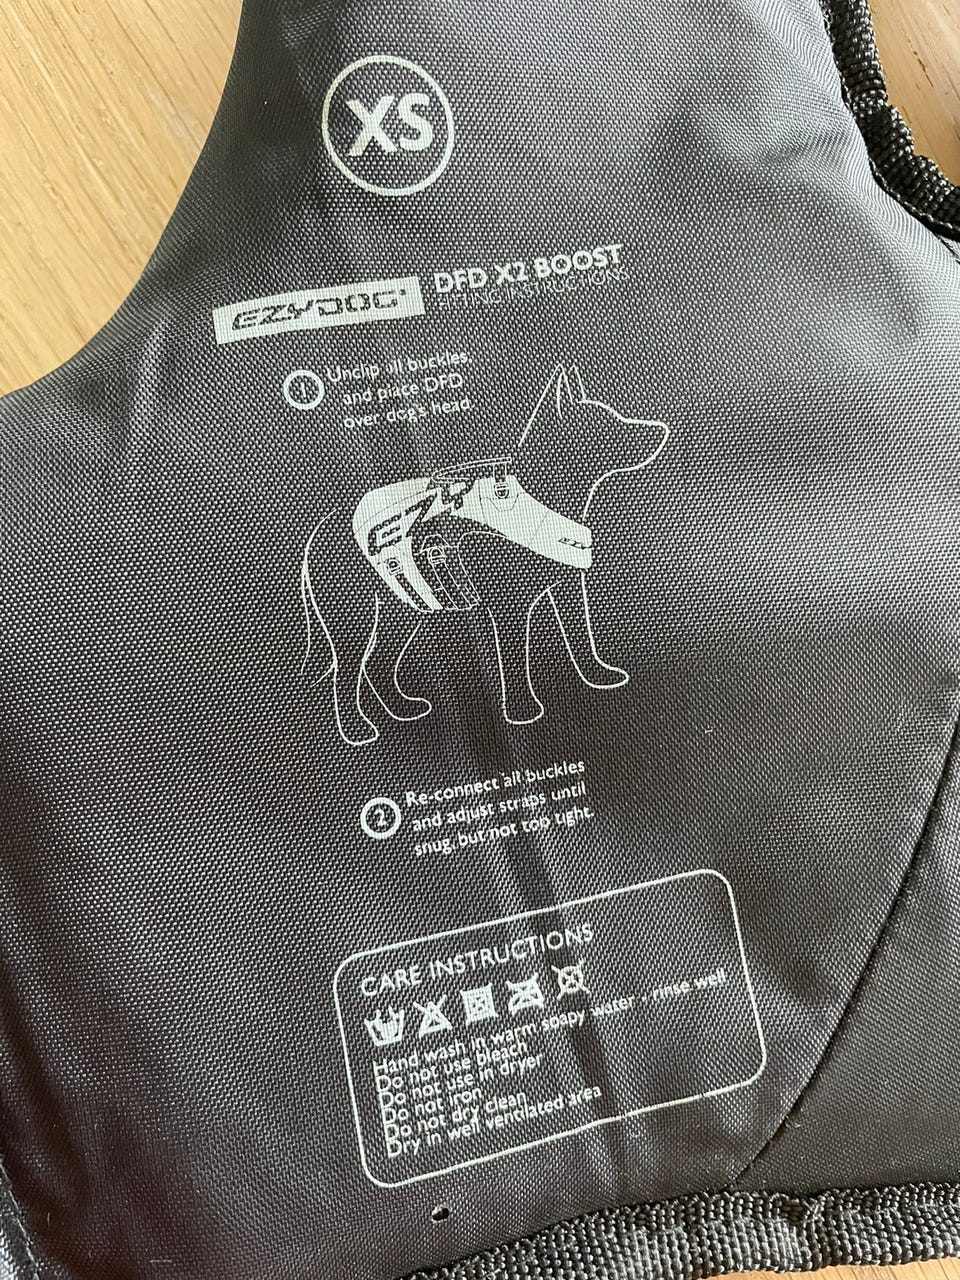 XS
EZYDOG
DFD X2 BOOST
FITTING INSTRUCTIONS
1
Unclip all buckles
and place DFD
over dog's head
EZY
2
Re-connect all buckles
and adjust straps until
snug, but not too tight.
CARE INSTRUCTIONS
Hand wash in warm soapy water - rinse well
Do not use bleach
Do not use in dryer
Do not iron
Do not dry clean
Dry in well ventilated area